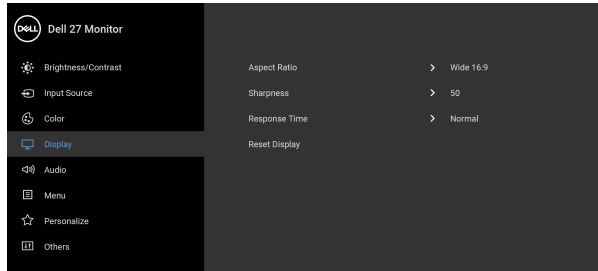 DELL Dell 27 Monitor
Brightness/Contrast
Input Source
Color
Display
Audio
Menu
Personalize
Others
Aspect Ratio > Wide 16:9
Sharpness > 50
Response Time > Normal
Reset Display